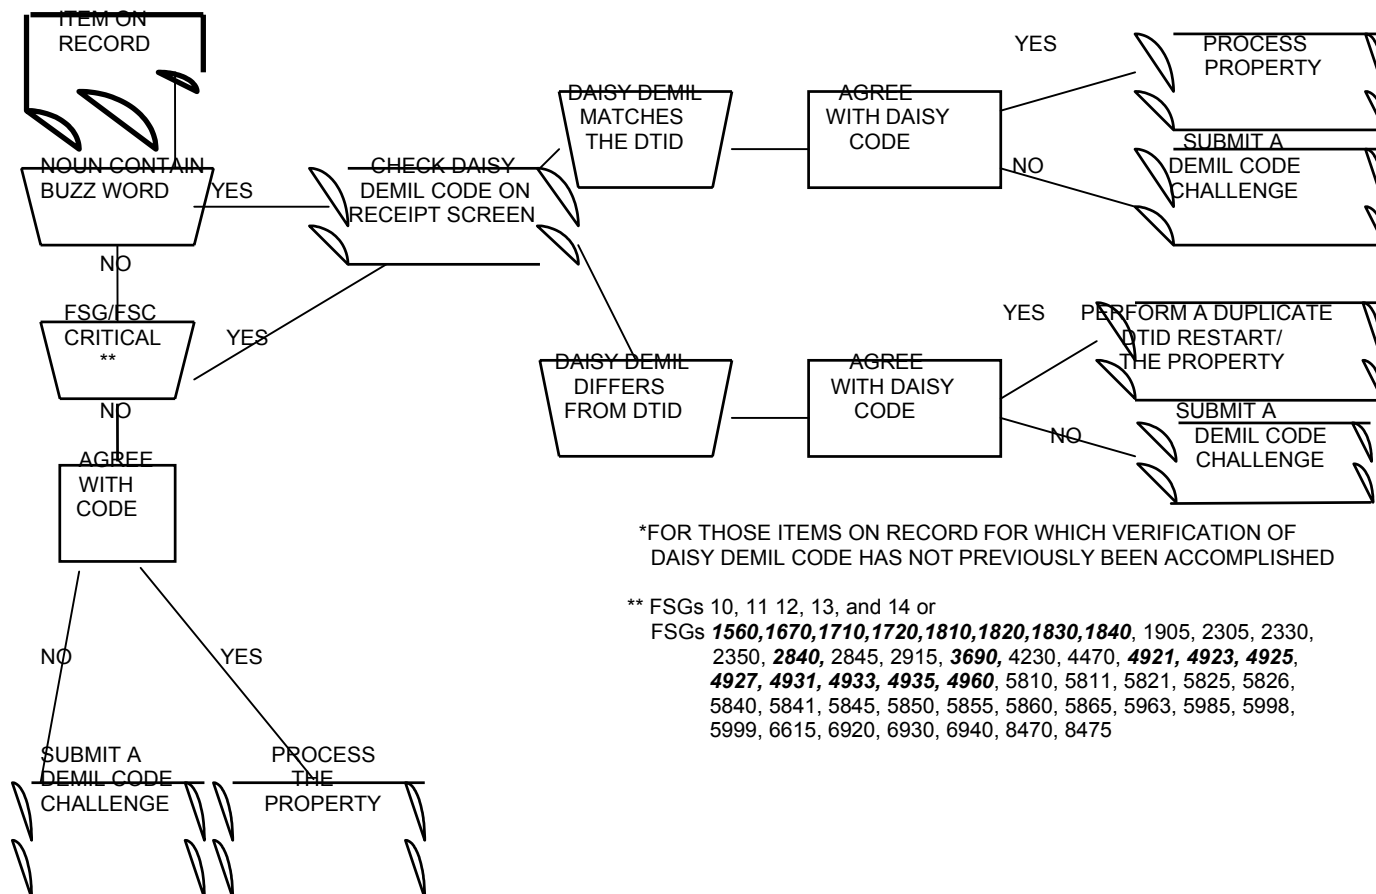 ITEM ON
RECORD
NOUN CONTAIN
BUZZ WORD
YES
NO
FSG/FSC
CRITICAL
**
YES
NO
AGREE
WITH
CODE
NO
YES
SUBMIT A
DEMIL CODE
CHALLENGE
PROCESS
THE
PROPERTY
CHECK DAISY
DEMIL CODE ON
RECEIPT SCREEN
DAISY DEMIL
MATCHES
THE DTID
AGREE
WITH DAISY
CODE
YES
PROCESS
PROPERTY
NO
SUBMIT A
DEMIL CODE
CHALLENGE
DAISY DEMIL
DIFFERS
FROM DTID
AGREE
WITH DAISY
CODE
YES
PERFORM A DUPLICATE
DTID RESTART/
THE PROPERTY
NO
SUBMIT A
DEMIL CODE
CHALLENGE
*FOR THOSE ITEMS ON RECORD FOR WHICH VERIFICATION OF
DAISY DEMIL CODE HAS NOT PREVIOUSLY BEEN ACCOMPLISHED
** FSGs 10, 11 12, 13, and 14 or
FSGs 1560,1670,1710,1720,1810,1820,1830,1840, 1905, 2305, 2330,
2350, 2840, 2845, 2915, 3690, 4230, 4470, 4921, 4923, 4925,
4927, 4931, 4933, 4935, 4960, 5810, 5811, 5821, 5825, 5826,
5840, 5841, 5845, 5850, 5855, 5860, 5865, 5963, 5985, 5998,
5999, 6615, 6920, 6930, 6940, 8470, 8475